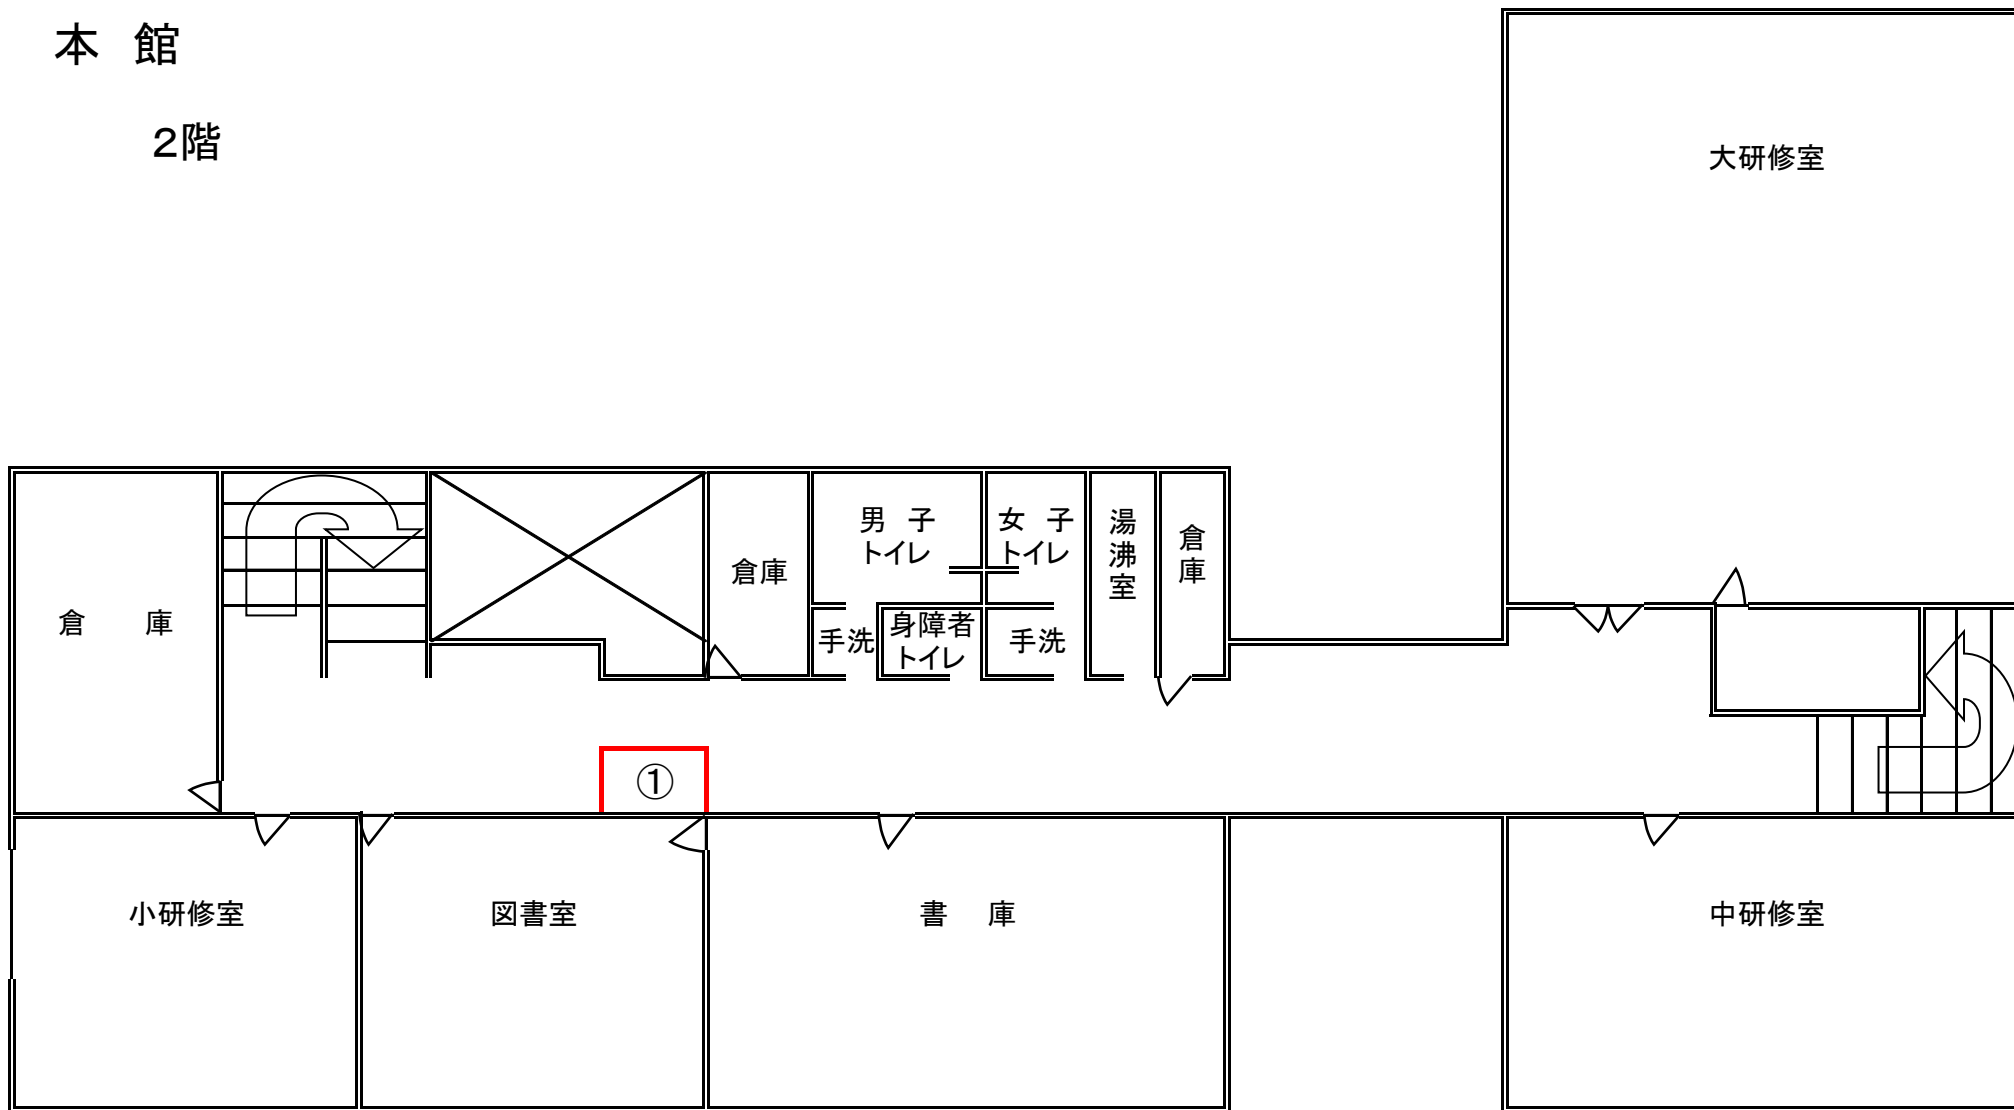 本 館
2階
大研修室
男 子
トイレ
女 子
トイレ
湯沸室
倉庫
倉庫
倉 庫
手洗
身障者
トイレ
手洗
①
小研修室
図書室
書 庫
中研修室